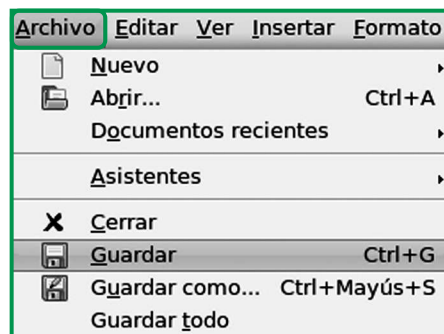 Archivo Editar Ver Insertar Formato
Nuevo
Abrir... Ctrl+A
Documentos recientes
Asistentes
Cerrar
Guardar Ctrl+G
Guardar como... Ctrl+Mayús+S
Guardar todo